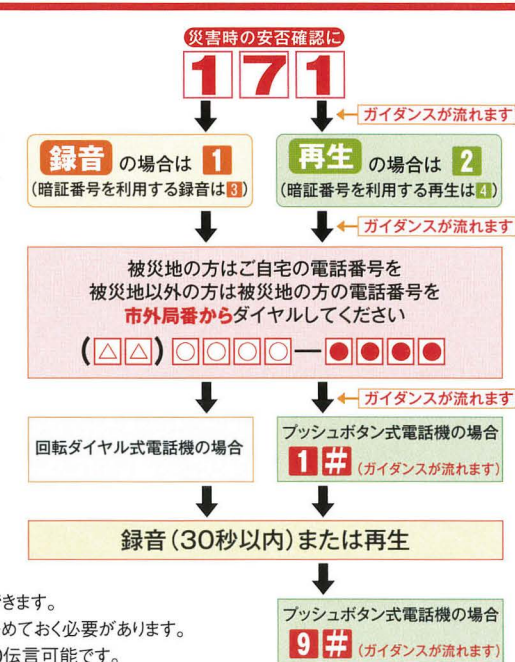 災害時の安否確認に
171
ガイダンスが流れます
録音 の場合は 1
(暗証番号を利用する録音は3)
再生 の場合は 2
(暗証番号を利用する再生は4)
ガイダンスが流れます
被災地の方はご自宅の電話番号を
被災地以外の方は被災地の方の電話番号を
市外局番からダイヤルしてください
(△△)○○○○―●●●●
ガイダンスが流れます
回転ダイヤル式電話機の場合
プッシュボタン式電話機の場合
1# (ガイダンスが流れます)
録音(30秒以内)または再生
プッシュボタン式電話機の場合
9# (ガイダンスが流れます)
きます。
めておく必要があります。
伝言可能です。